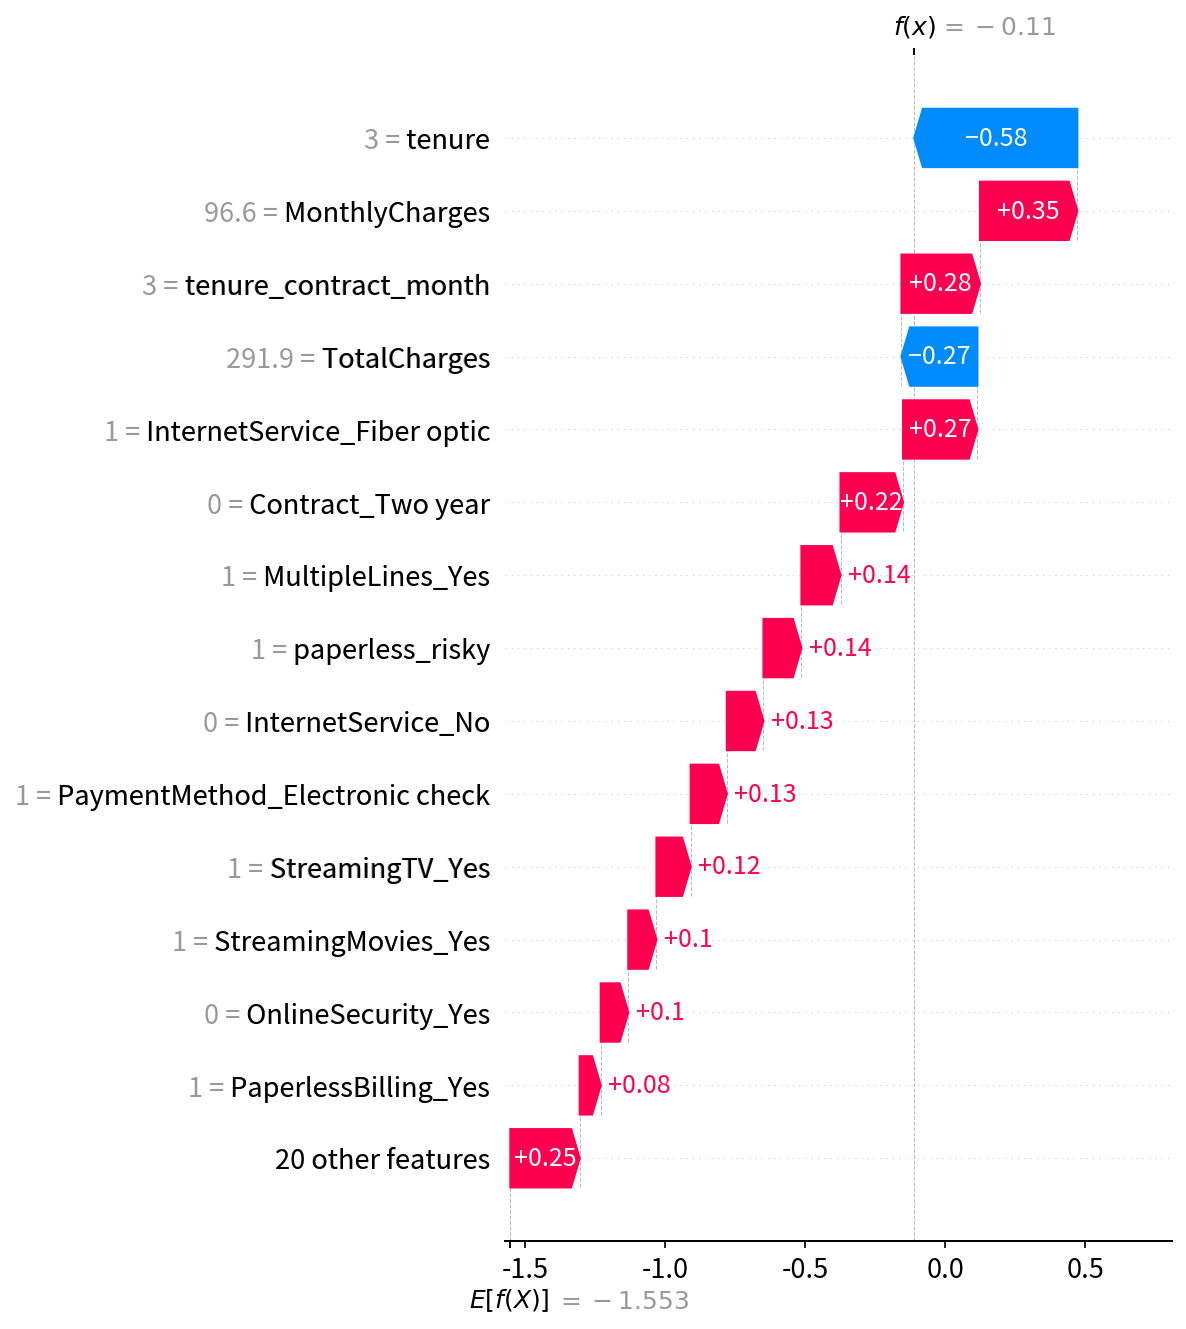 f(x) = −0.11
3 = tenure −0.58
96.6 = MonthlyCharges +0.35
3 = tenure_contract_month +0.28
291.9 = TotalCharges −0.27
1 = InternetService_Fiber optic +0.27
0 = Contract_Two year +0.22
1 = MultipleLines_Yes +0.14
1 = paperless_risky +0.14
0 = InternetService_No +0.13
1 = PaymentMethod_Electronic check +0.13
1 = StreamingTV_Yes +0.12
1 = StreamingMovies_Yes +0.1
0 = OnlineSecurity_Yes +0.1
1 = PaperlessBilling_Yes +0.08
20 other features +0.25
-1.5 -1.0 -0.5 0.0 0.5
E[f(X)] = −1.553